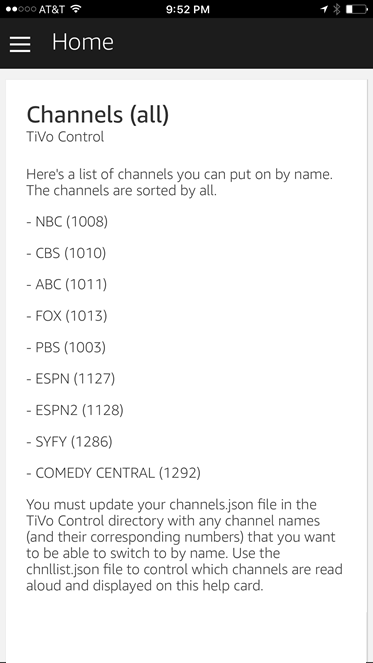 AT&T 9:52 PM
Home
Channels (all)
TiVo Control
Here's a list of channels you can put on by name.
The channels are sorted by all.
- NBC (1008)
- CBS (1010)
- ABC (1011)
- FOX (1013)
- PBS (1003)
- ESPN (1127)
- ESPN2 (1128)
- SYFY (1286)
- COMEDY CENTRAL (1292)
You must update your channels.json file in the
TiVo Control directory with any channel names
(and their corresponding numbers) that you want
to be able to switch to by name. Use the
chnllist.json file to control which channels are read
aloud and displayed on this help card.